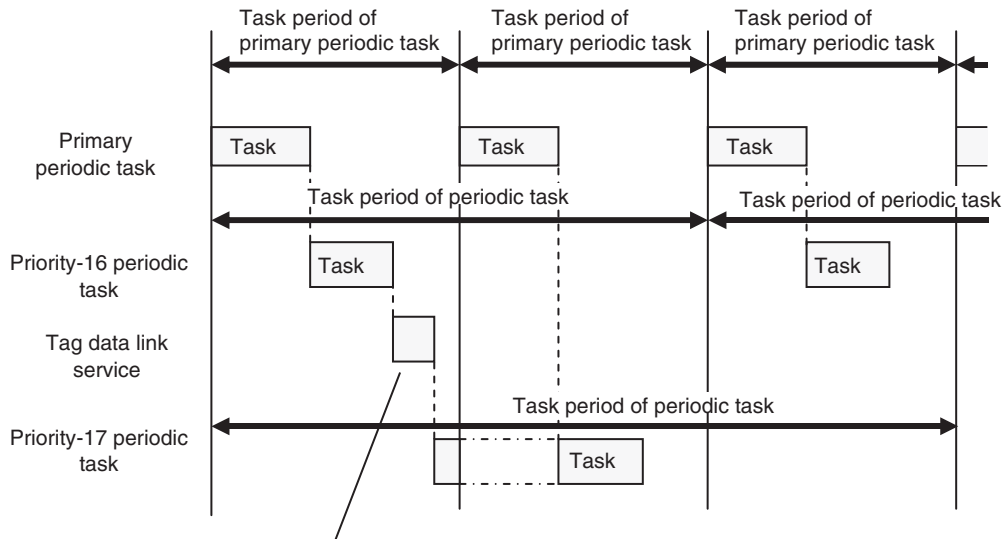 Task period of
primary periodic task
Task period of
primary periodic task
Task period of
primary periodic task
Primary
periodic task
Task
Task
Task
Task period of periodic task
Task period of periodic task
Priority-16 periodic
task
Task
Task
Tag data link
service
Task period of periodic task
Priority-17 periodic
task
Task